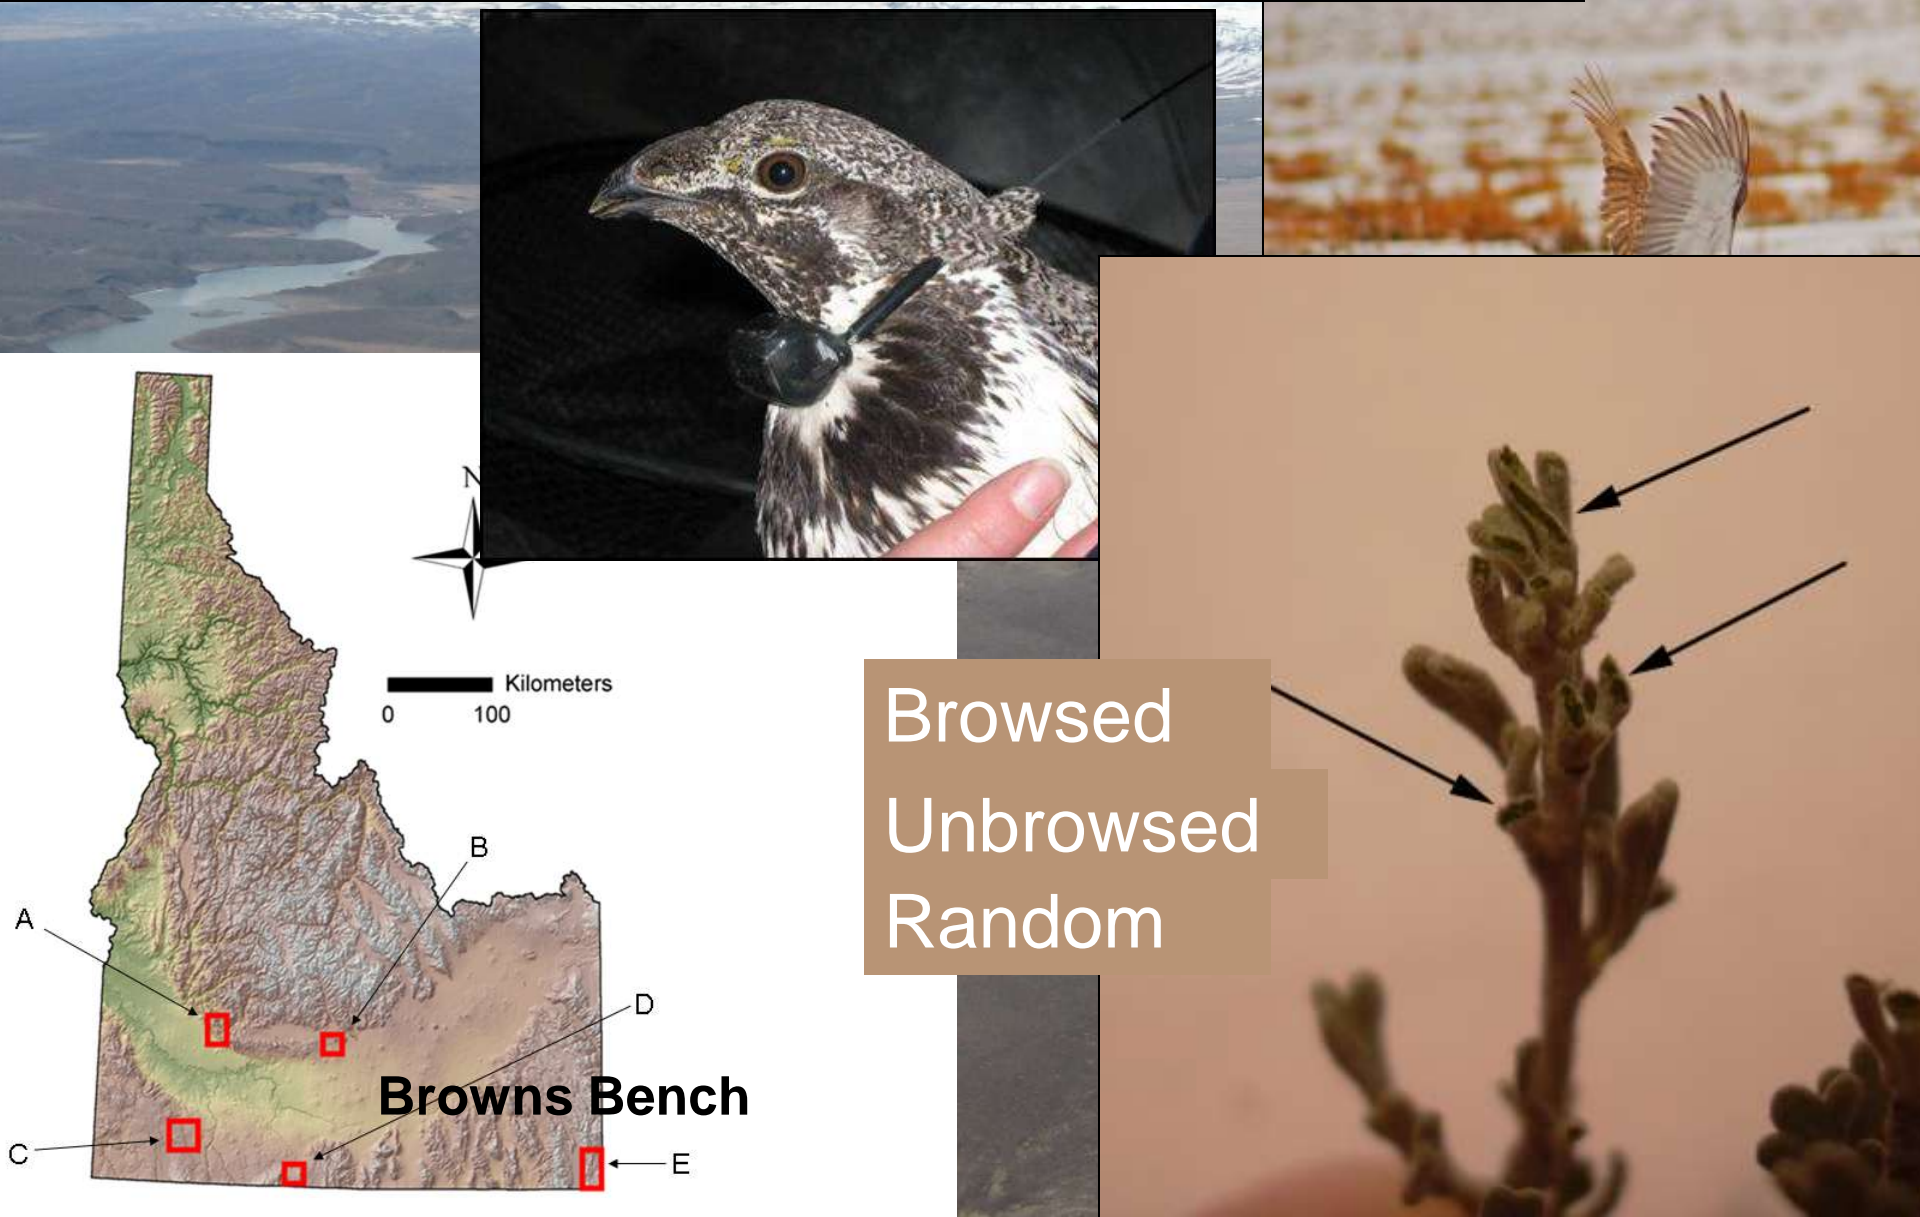 N
Kilometers
0 100
Browsed
Unbrowsed
Random
B
A
D
Browns Bench
C
E